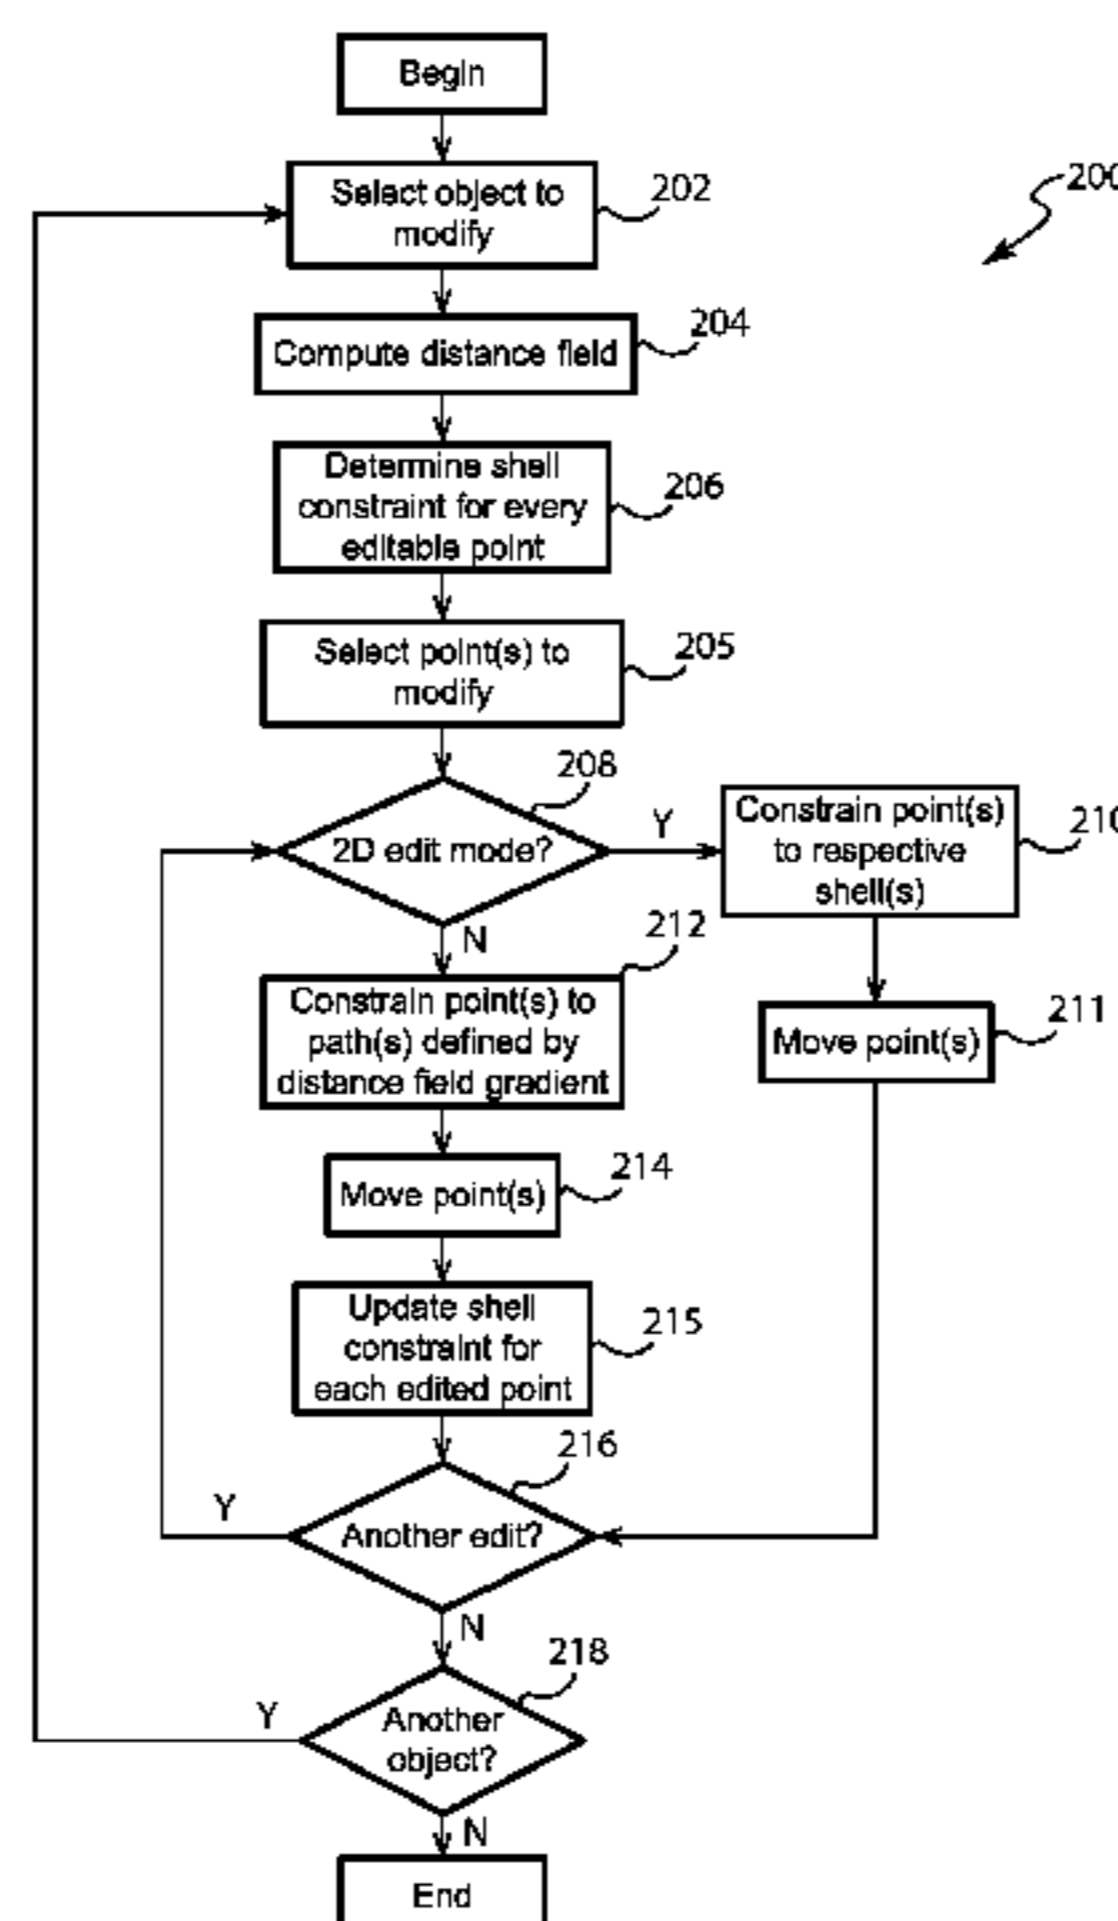 Begin
Select object to
modify
202
200
Compute distance field
204
Determine shell
constraint for every
editable point
206
Select point(s) to
modify
205
208
2D edit mode?
Y
Constrain point(s)
to respective
shell(s)
210
N
212
Constrain point(s) to
path(s) defined by
distance field gradient
Move point(s)
211
Move point(s)
214
Update shell
constraint for
each edited point
215
216
Another edit?
Y
N
218
Another
object?
Y
N
End